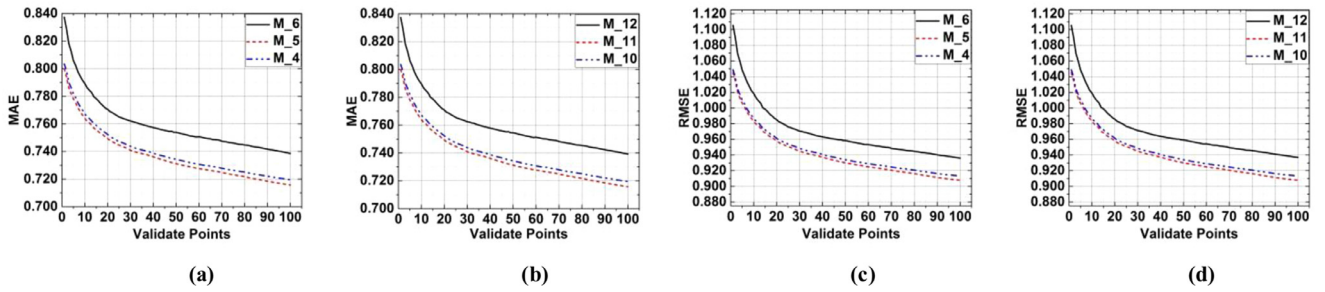 0.840
0.820
0.800
0.780
0.760
0.740
0.720
0.700
MAE
0 10 20 30 40 50 60 70 80 90 100
Validate Points
M_6
M_5
M_4
(a)
0.840
0.820
0.800
0.780
0.760
0.740
0.720
0.700
MAE
0 10 20 30 40 50 60 70 80 90 100
Validate Points
M_12
M_11
M_10
(b)
1.120
1.100
1.080
1.060
1.040
1.020
1.000
0.980
0.960
0.940
0.920
0.900
0.880
RMSE
0 10 20 30 40 50 60 70 80 90 100
Validate Points
M_6
M_5
M_4
(c)
1.120
1.100
1.080
1.060
1.040
1.020
1.000
0.980
0.960
0.940
0.920
0.900
0.880
RMSE
0 10 20 30 40 50 60 70 80 90 100
Validate Points
M_12
M_11
M_10
(d)